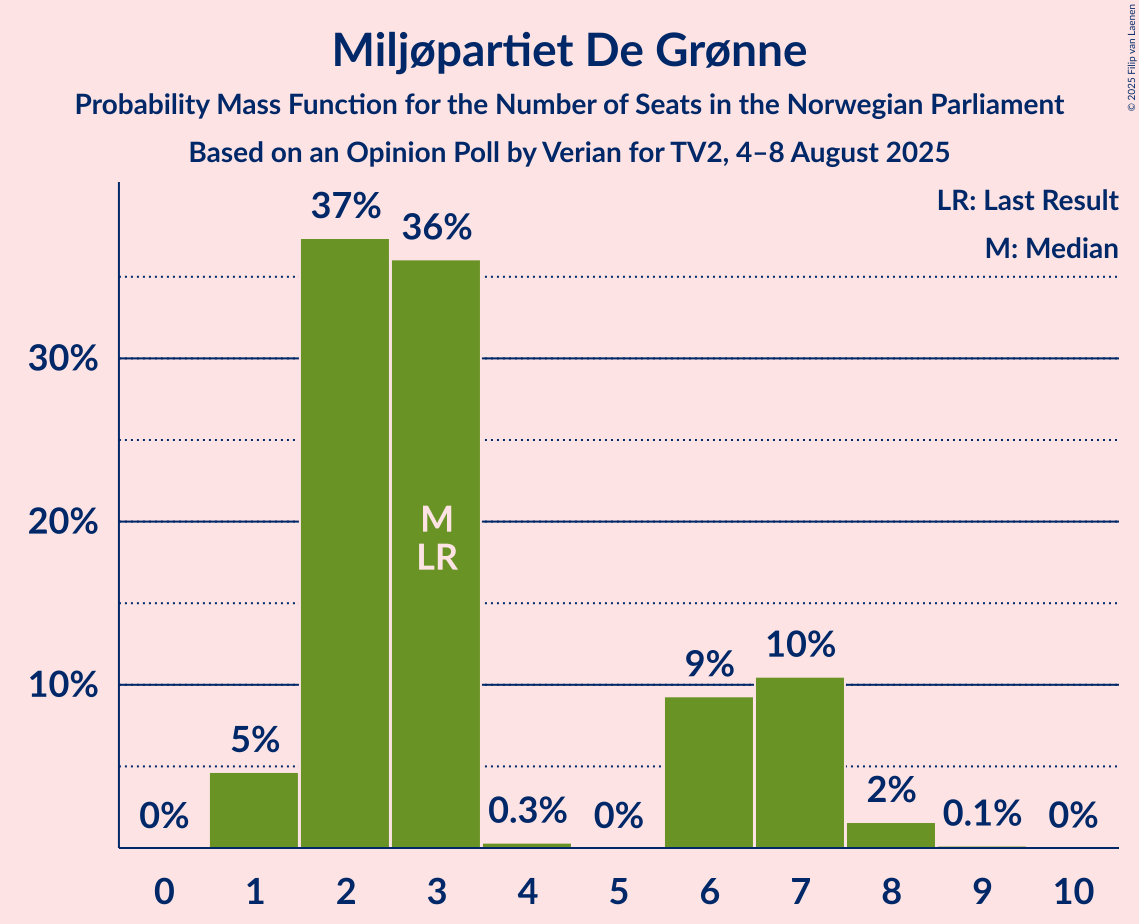 Miljøpartiet De Grønne
Probability Mass Function for the Number of Seats in the Norwegian Parliament
Based on an Opinion Poll by Verian for TV2, 4–8 August 2025
© 2025 Filip van Laenen
LR: Last Result
M: Median
37%
36%
30%
20%
10%
M
LR
0%
5%
0.3%
0%
9%
10%
2%
0.1%
0%
0 1 2 3 4 5 6 7 8 9 10